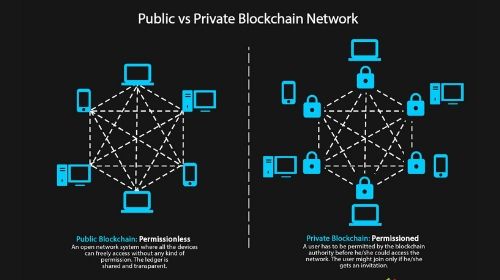 Public vs Private Blockchain Network
Public Blockchain: Permissionless
An open network system where all the devices
can freely access without any kind of
permission. The ledger is
shared and transparent.
Private Blockchain: Permissioned
A user has to be permitted by the blockchain
authority before he/she could access the
network. The user might join only if he/she
gets an invitation.